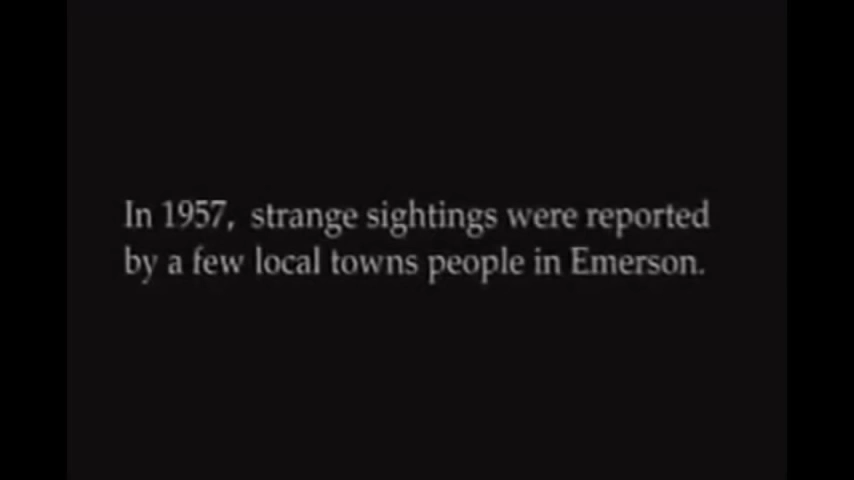 In 1957, strange sightings were reported
by a few local towns people in Emerson.